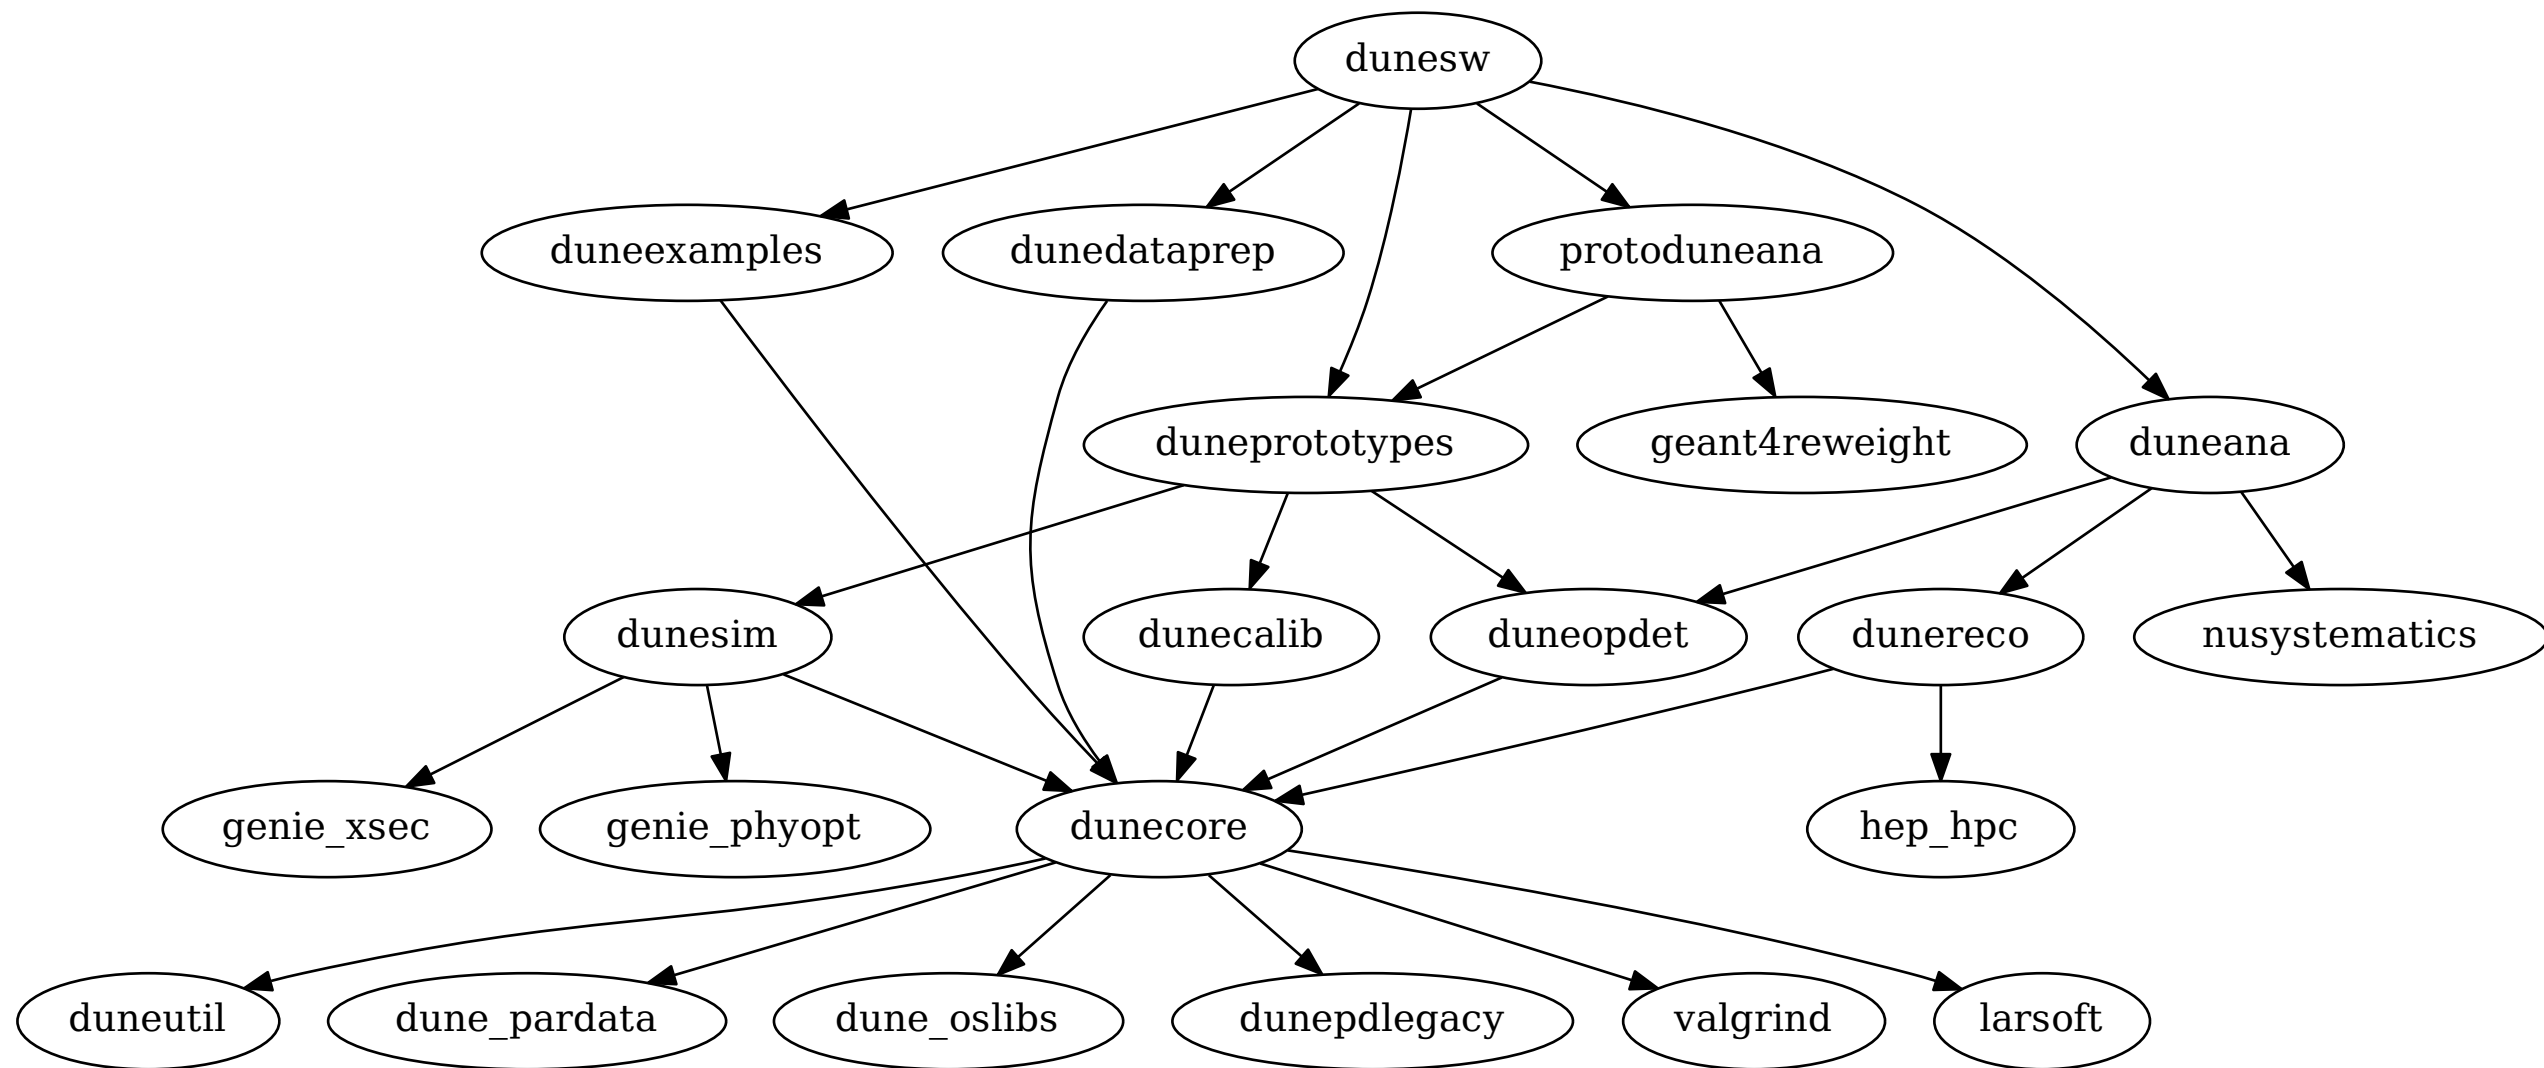 dunesw
duneexamples
dunedataprep
protoduneana
duneprototypes
geant4reweight
duneana
dunesim
dunecalib
duneopdet
dunereco
nusystematics
genie_xsec
genie_phyopt
dunecore
hep_hpc
duneutil
dune_pardata
dune_oslibs
dunepdlegacy
valgrind
larsoft